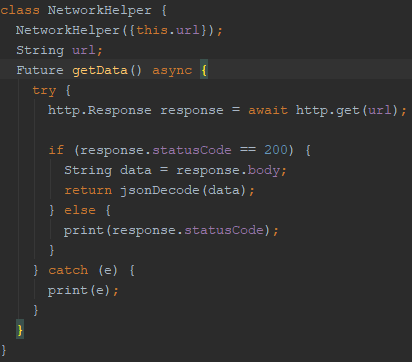 class NetworkHelper {
  NetworkHelper({this.url});
  String url;
  Future getData() async {
    try {
      http.Response response = await http.get(url);

      if (response.statusCode == 200) {
        String data = response.body;
        return jsonDecode(data);
      } else {
        print(response.statusCode);
      }
    } catch (e) {
      print(e);
    }
  }
}